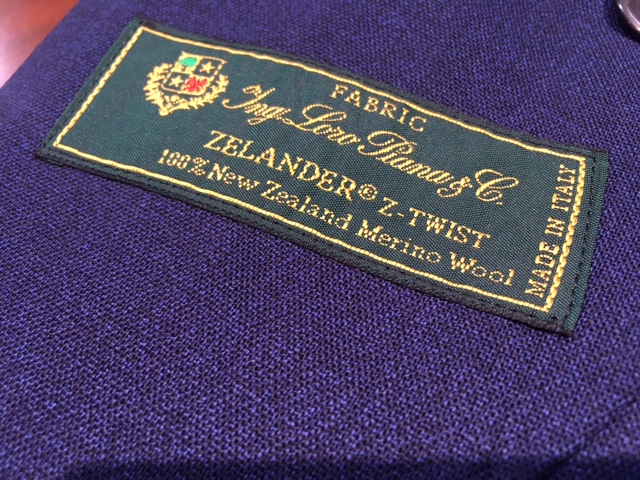 FABRIC
Ing. Loro Piana & C.
ZELANDER® Z-TWIST
100% New Zealand Merino Wool
MADE IN ITALY